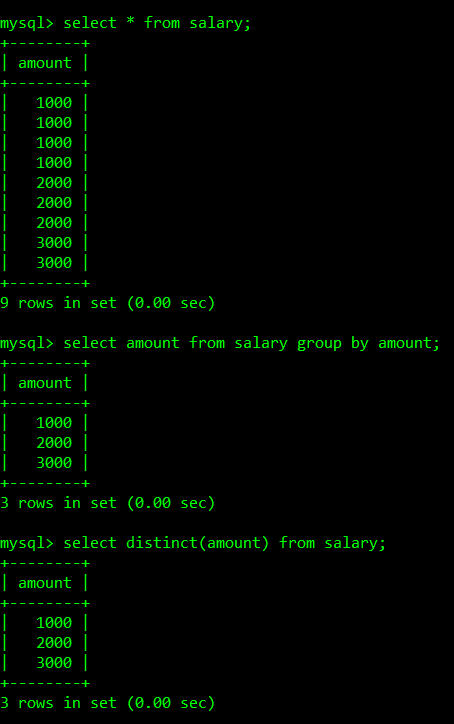 mysql> select * from salary;
+--------+
| amount |
+--------+
|   1000 |
|   1000 |
|   1000 |
|   1000 |
|   2000 |
|   2000 |
|   2000 |
|   3000 |
|   3000 |
+--------+
9 rows in set (0.00 sec)

mysql> select amount from salary group by amount;
+--------+
| amount |
+--------+
|   1000 |
|   2000 |
|   3000 |
+--------+
3 rows in set (0.00 sec)

mysql> select distinct(amount) from salary;
+--------+
| amount |
+--------+
|   1000 |
|   2000 |
|   3000 |
+--------+
3 rows in set (0.00 sec)